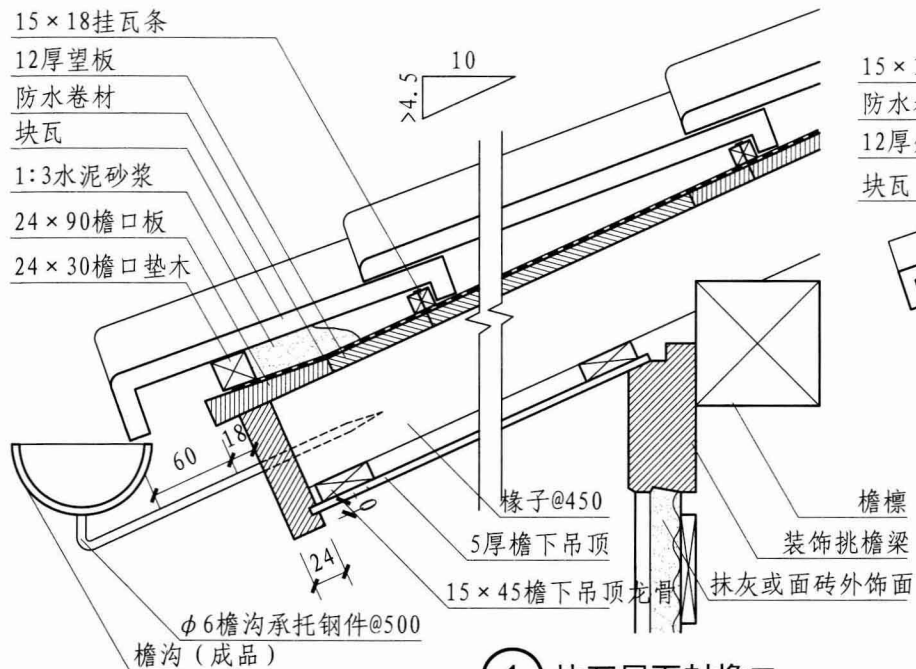 15×18挂瓦条
12厚望板
防水卷材
块瓦
1:3水泥砂浆
24×90檐口板
24×30檐口垫木
10
>4.5
60
18
10
24
椽子@450
5厚檐下吊顶
15×45檐下吊顶龙骨
φ6檐沟承托钢件@500
檐沟(成品)
檐檩
装饰挑檐梁
抹灰或面砖外饰面
15×
防水
12厚
块瓦
1